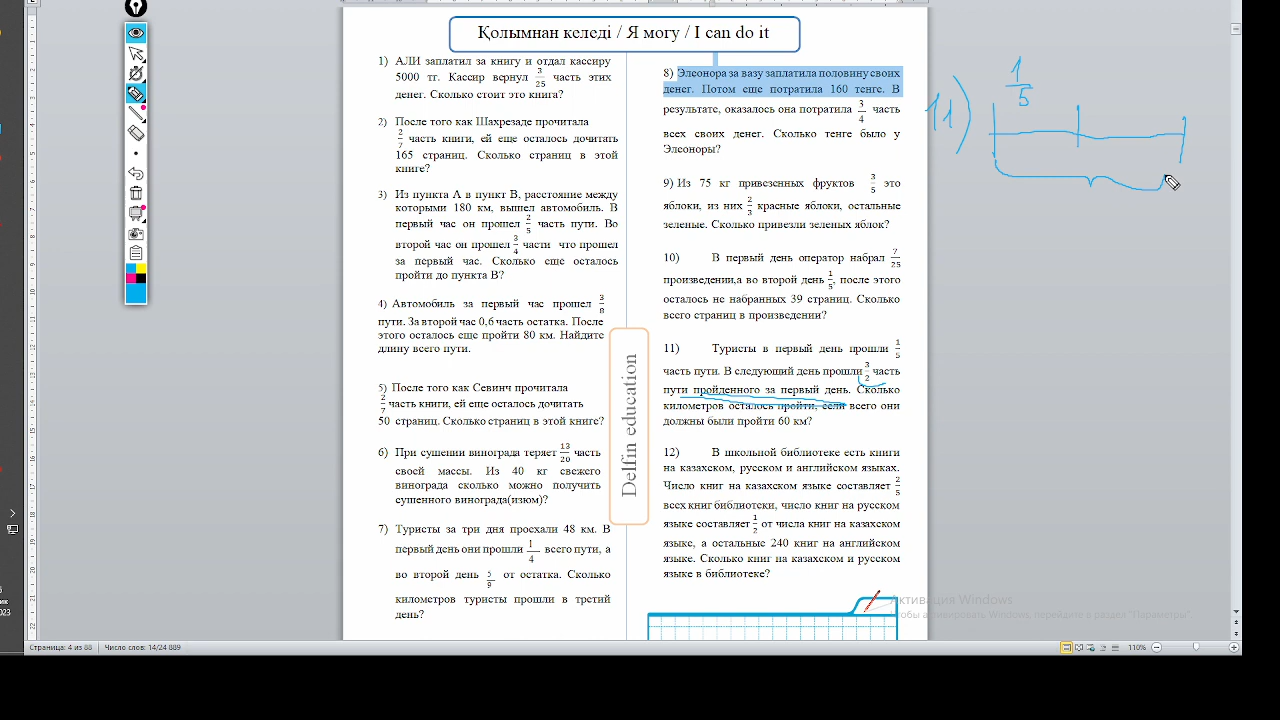 Қолымнан келеді / Я могу / I can do it
1) АЛИ заплатил за книгу и отдал кассиру
5000 тг. Кассир вернул 3/25 часть этих
денег. Сколько стоит это книга?
2) После того как Шахрезаде прочитала
2/7 часть книги, ей еще осталось дочитать
165 страниц. Сколько страниц в этой
книге?
3) Из пункта А в пункт В, расстояние между
которыми 180 км, вышел автомобиль. В
первый час он прошел 2/5 часть пути. Во
второй час он прошел 3/4 части что прошел
за первый час. Сколько еще осталось
пройти до пункта В?
4) Автомобиль за первый час прошел 3/8
пути. За второй час 0,6 часть остатка. После
этого осталось еще пройти 80 км. Найдите
длину всего пути.
5) После того как Севинч прочитала
2/7 часть книги, ей еще осталось дочитать
50 страниц. Сколько страниц в этой книге?
6) При сушении винограда теряет 13/20 часть
своей массы. Из 40 кг свежего
винограда сколько можно получить
сушенного винограда(изюм)?
7) Туристы за три дня проехали 48 км. В
первый день они прошли 1/4 всего пути, а
во второй день 5/9 от остатка. Сколько
километров туристы прошли в третий
день?
Delfin education
8) Элеонора за вазу заплатила половину своих
денег. Потом еще потратила 160 тенге. В
результате, оказалось она потратила 3/4 часть
всех своих денег. Сколько тенге было у
Элеоноры?
9) Из 75 кг привезенных фруктов 3/5 это
яблоки, из них 2/3 красные яблоки, остальные
зеленые. Сколько привезли зеленых яблок?
10) В первый день оператор набрал 7/25
произведении,а во второй день 1/5, после этого
осталось не набранных 39 страниц. Сколько
всего страниц в произведении?
11) Туристы в первый день прошли 1/5
часть пути. В следующий день прошли 3/2 часть
пути пройденного за первый день. Сколько
километров осталось пройти, если всего они
должны были пройти 60 км?
12) В школьной библиотеке есть книги
на казахском, русском и английском языках.
Число книг на казахском языке составляет 2/5
всех книг библиотеки, число книг на русском
языке составляет 1/2 от числа книг на казахском
языке, а остальные 240 книг на английском
языке. Сколько книг на казахском и русском
языке в библиотеке?
11)
1/5
Активация Windows
Чтобы активировать Windows, перейдите в раздел "Параметры".
Страница: 4 из 88 Число слов: 14/24 889
110%